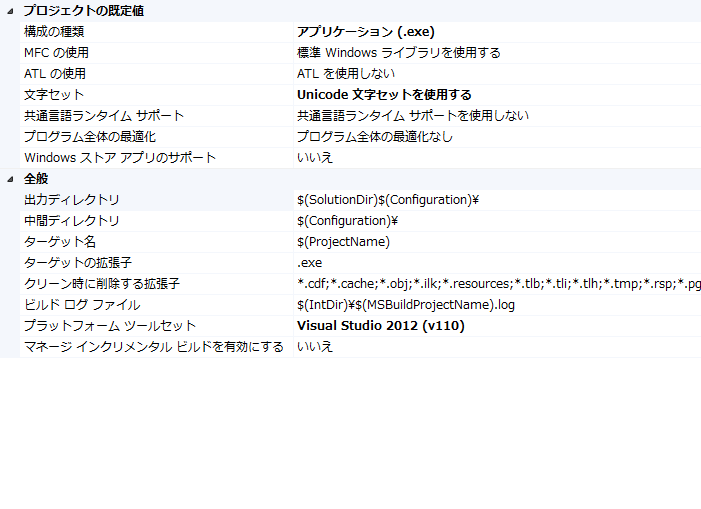 プロジェクトの既定値
構成の種類 アプリケーション (.exe)
MFC の使用 標準 Windows ライブラリを使用する
ATL の使用 ATL を使用しない
文字セット Unicode 文字セットを使用する
共通言語ランタイム サポート 共通言語ランタイム サポートを使用しない
プログラム全体の最適化 プログラム全体の最適化なし
Windows ストア アプリのサポート いいえ
全般
出力ディレクトリ $(SolutionDir)$(Configuration)¥
中間ディレクトリ $(Configuration)¥
ターゲット名 $(ProjectName)
ターゲットの拡張子 .exe
クリーン時に削除する拡張子 *.cdf;*.cache;*.obj;*.ilk;*.resources;*.tlb;*.tli;*.tlh;*.tmp;*.rsp;*.pg
ビルド ログ ファイル $(IntDir)¥$(MSBuildProjectName).log
プラットフォーム ツールセット Visual Studio 2012 (v110)
マネージ インクリメンタル ビルドを有効にする いいえ